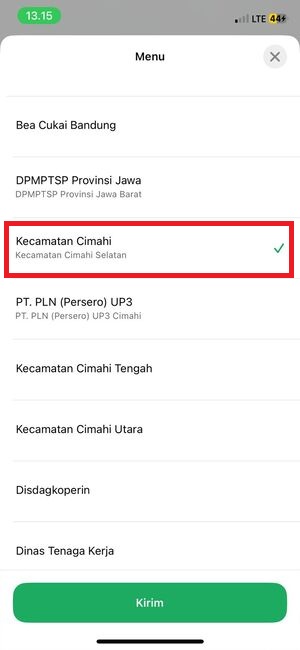 13.15
LTE 44
Menu
Bea Cukai Bandung
DPMPTSP Provinsi Jawa
DPMPTSP Provinsi Jawa Barat
Kecamatan Cimahi
Kecamatan Cimahi Selatan
PT. PLN (Persero) UP3
PT. PLN (Persero) UP3 Cimahi
Kecamatan Cimahi Tengah
Kecamatan Cimahi Utara
Disdagkoperin
Dinas Tenaga Kerja
Kirim